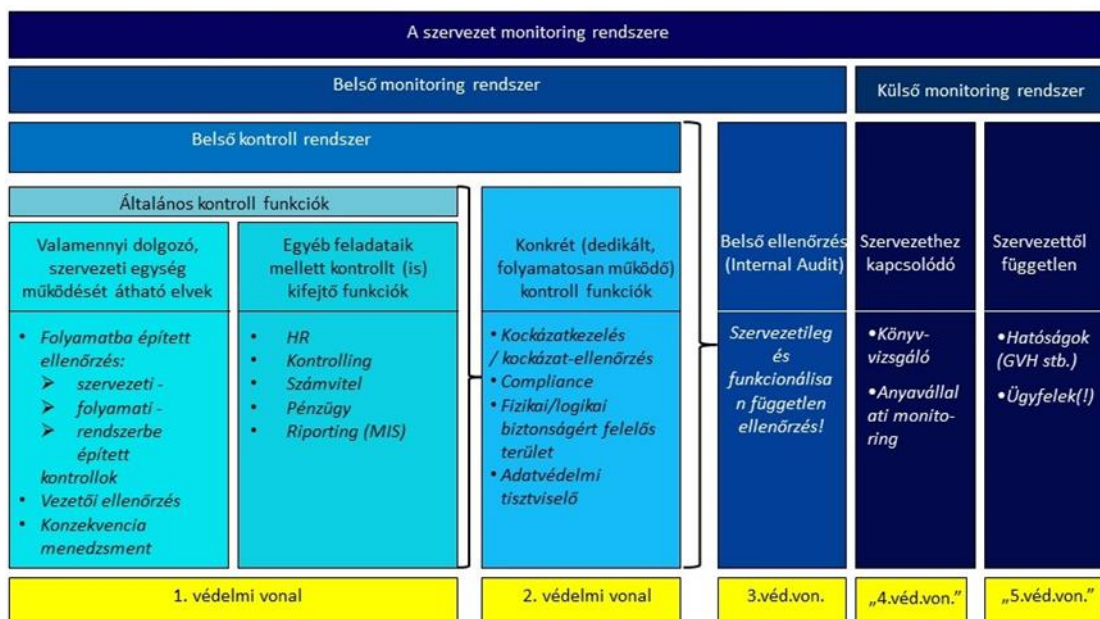 A szervezet monitoring rendszere
Belső monitoring rendszer
Külső monitoring rendszer
Belső kontroll rendszer
Általános kontroll funkciók
Valamennyi dolgozó,
szervezeti egység
működését átható elvek
• Folyamatba épített
ellenőrzés:
➢ szervezeti -
➢ folyamati -
➢ rendszerbe
épített
kontrollok
• Vezetői ellenőrzés
• Konzekvencia
menedzsment
Egyéb feladataik
mellett kontrollt (is)
kifejtő funkciók
• HR
• Kontrolling
• Számvitel
• Pénzügy
• Riporting (MIS)
Konkrét (dedikált,
folyamatosan működő)
kontroll funkciók
• Kockázatkezelés
/ kockázat-ellenőrzés
• Compliance
• Fizikai/logikai
biztonságért felelős
terület
• Adatvédelmi
tisztviselő
Belső ellenőrzés
(Internal Audit)
Szervezetileg
és
funkcionálisa
n független
ellenőrzés!
Szervezethez
kapcsolódó
• Könyv-
vizsgáló
• Anyavállal
ati monito-
ring
Szervezettől
független
• Hatóságok
(GVH stb.)
• Ügyfelek(!)
1. védelmi vonal
2. védelmi vonal
3.véd.von.
„4.véd.von.”
„5.véd.von.”